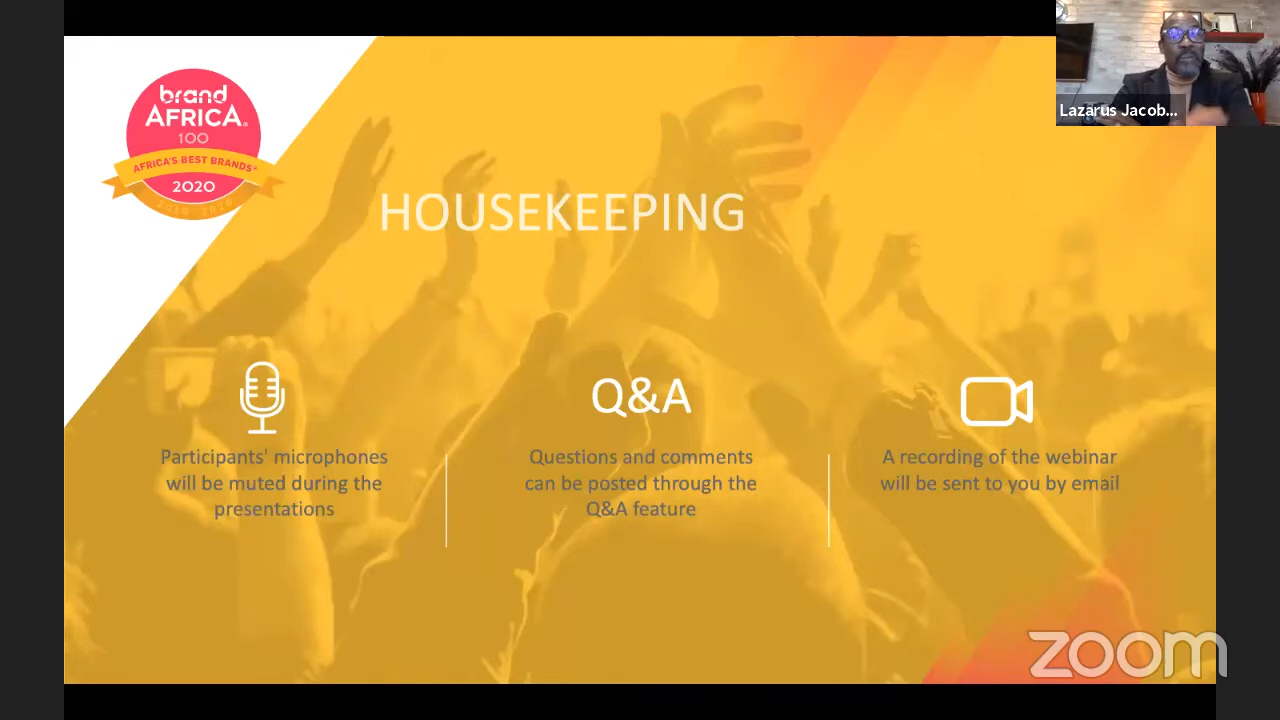 brand
AFRICA®
100
AFRICA'S BEST BRANDS
2020
Lazarus Jacob...
HOUSEKEEPING
Q&A
Participants' microphones
will be muted during the
presentations
Questions and comments
can be posted through the
Q&A feature
A recording of the webinar
will be sent to you by email
zoom